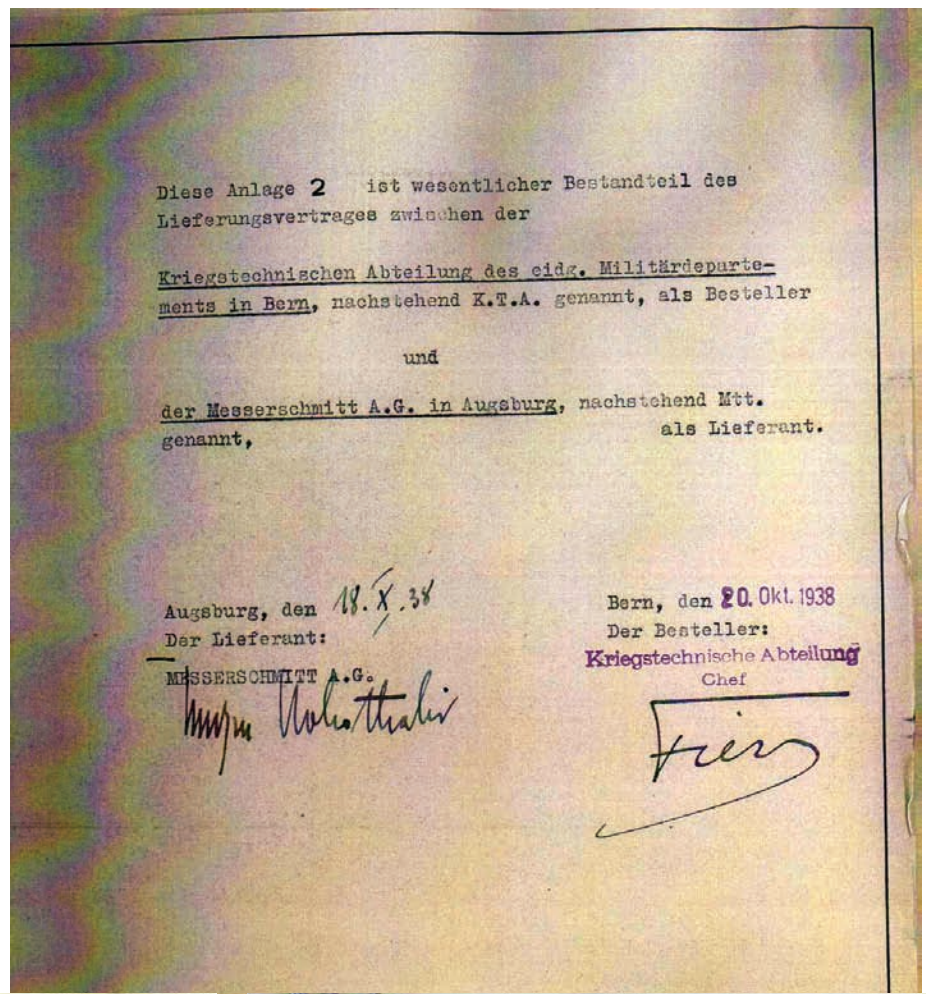 Diese Anlage 2 ist wesentlicher Bestandteil des
Lieferungsvertrages zwischen der
Kriegstechnischen Abteilung des eidg. Militärdeparte-
ments in Bern, nachstehend K.T.A. genannt, als Besteller
und
der Messerschmitt A.G. in Augsburg, nachstehend Mtt.
genannt, als Lieferant.
Augsburg, den 18. X. 38
Der Lieferant:
MESSERSCHMITT A.G.
Bern, den 20. Okt. 1938
Der Besteller:
Kriegstechnische Abteilung
Chef
Fierz